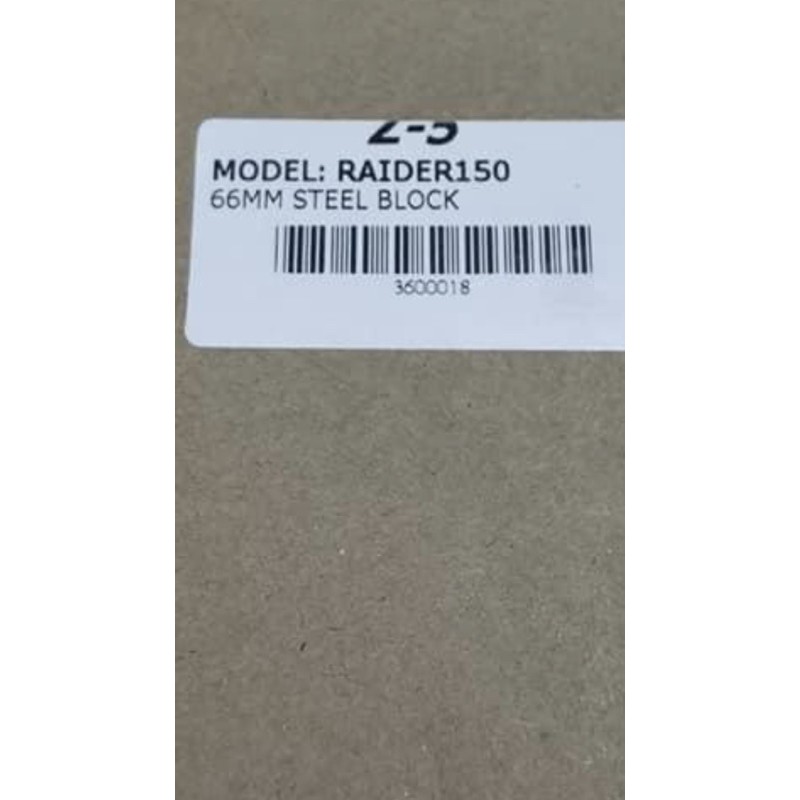 MODEL: RAIDER150
66MM STEEL BLOCK
3600018